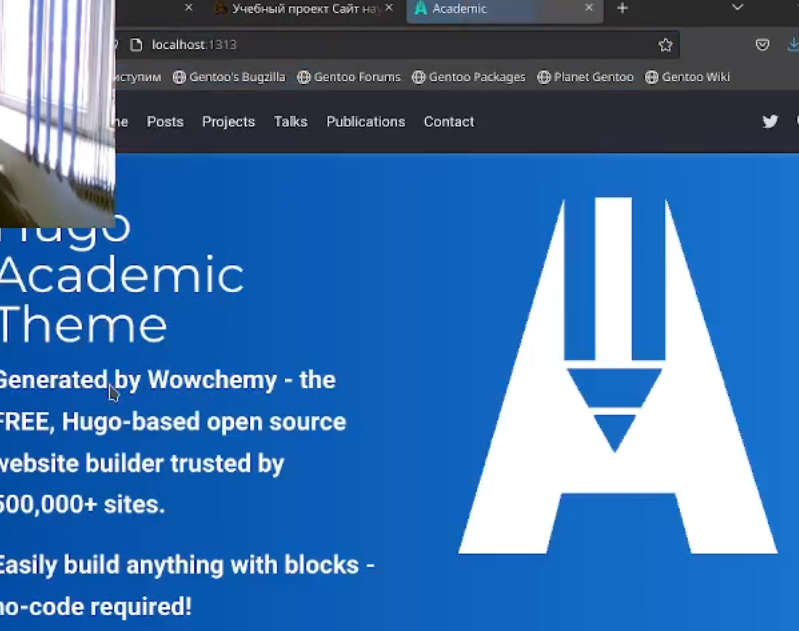 Учебный проект Сайт нау
Academic
localhost:1313
иступим Gentoo's Bugzilla Gentoo Forums Gentoo Packages Planet Gentoo Gentoo Wiki
me Posts Projects Talks Publications Contact
Hugo
Academic
Theme
Generated by Wowchemy - the
FREE, Hugo-based open source
website builder trusted by
500,000+ sites.
Easily build anything with blocks -
no-code required!